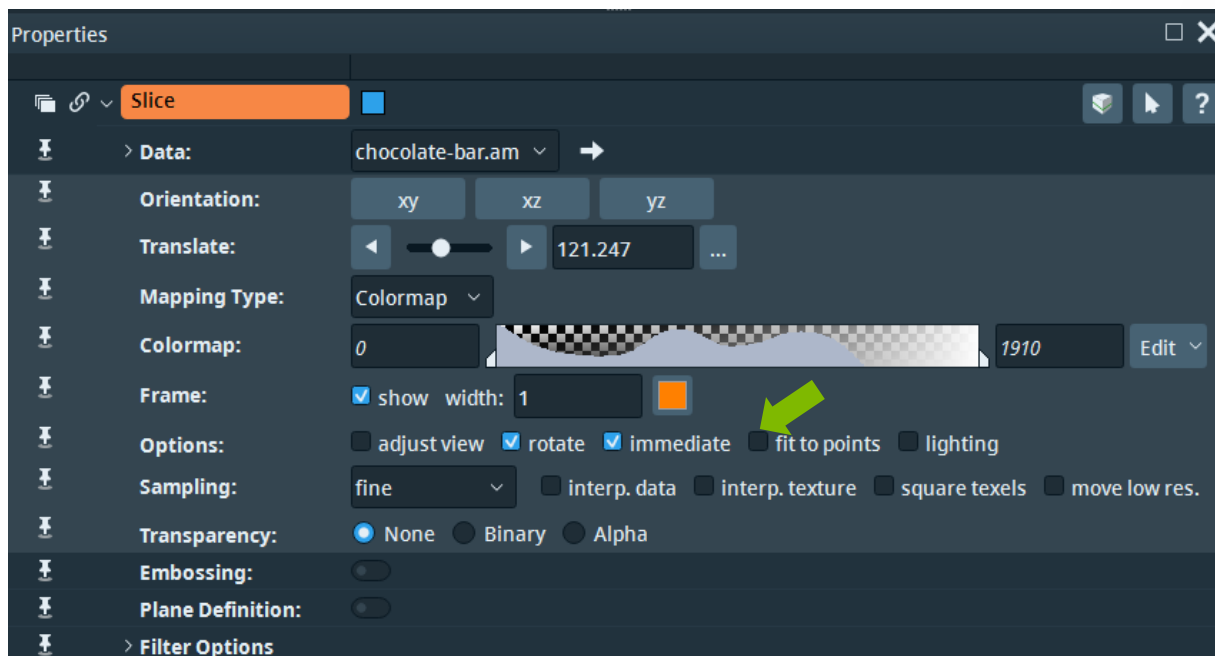 Properties
Slice ?
Data: chocolate-bar.am
Orientation: xy xz yz
Translate: 121.247 ...
Mapping Type: Colormap
Colormap: 0 1910 Edit
Frame: show width: 1
Options: adjust view rotate immediate fit to points lighting
Sampling: fine interp. data interp. texture square texels move low res.
Transparency: None Binary Alpha
Embossing:
Plane Definition:
Filter Options